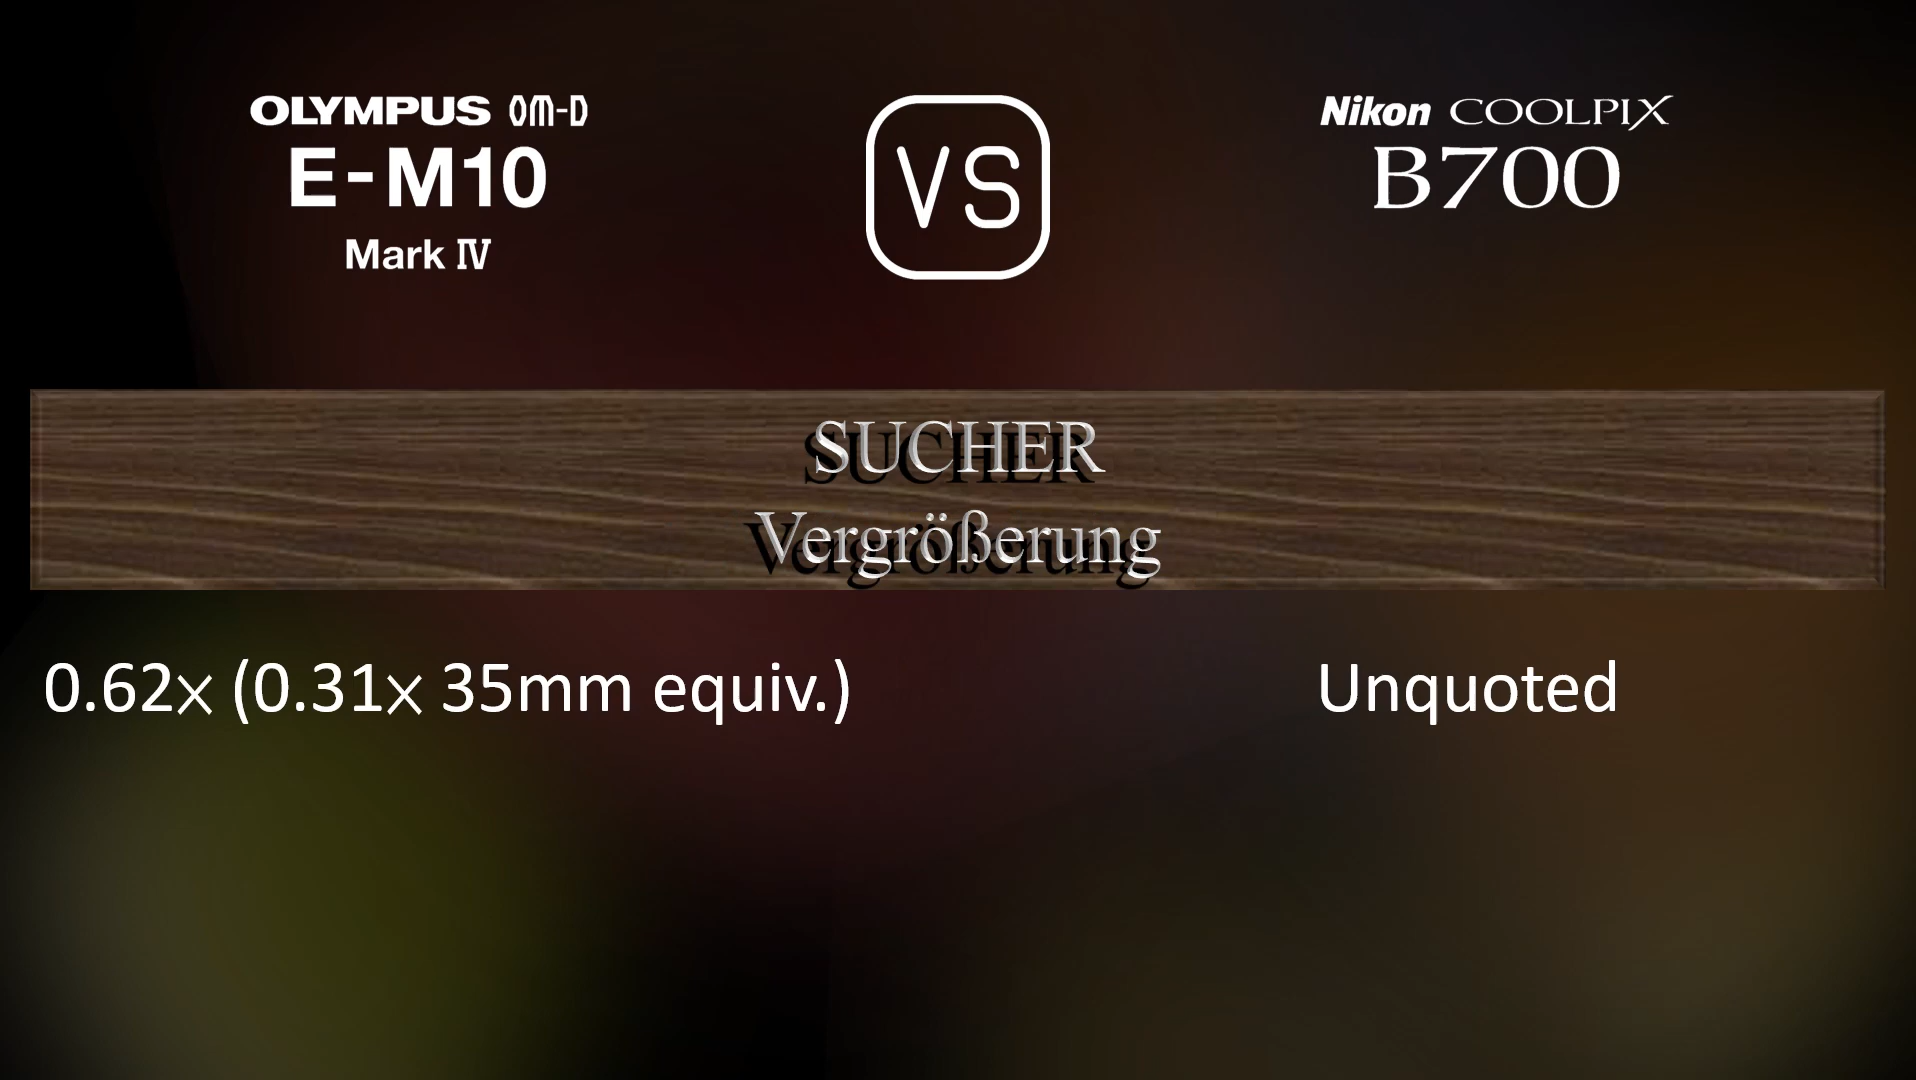 OLYMPUS OM-D
E-M10
Mark IV
VS
Nikon COOLPIX
B700
SUCHER
Vergrößerung
0.62x (0.31x 35mm equiv.)
Unquoted